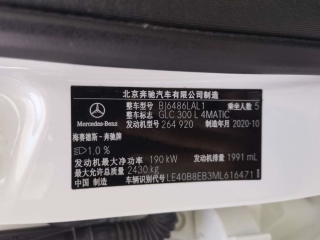 北京奔驰汽车有限公司制造
Mercedes-Benz
整车型号 BJ6486LAL1 乘坐人数 5
整车标志 GLC 300 L 4MATIC
发动机型号 264 920 制造年月 2020-10
梅赛德斯-奔驰牌
1.0 %
发动机最大净功率 190 kW 发动机排量 1991 mL
最大允许总质量 2430 kg
中国 制造 车辆识别代号 LE40B8EB3ML616471